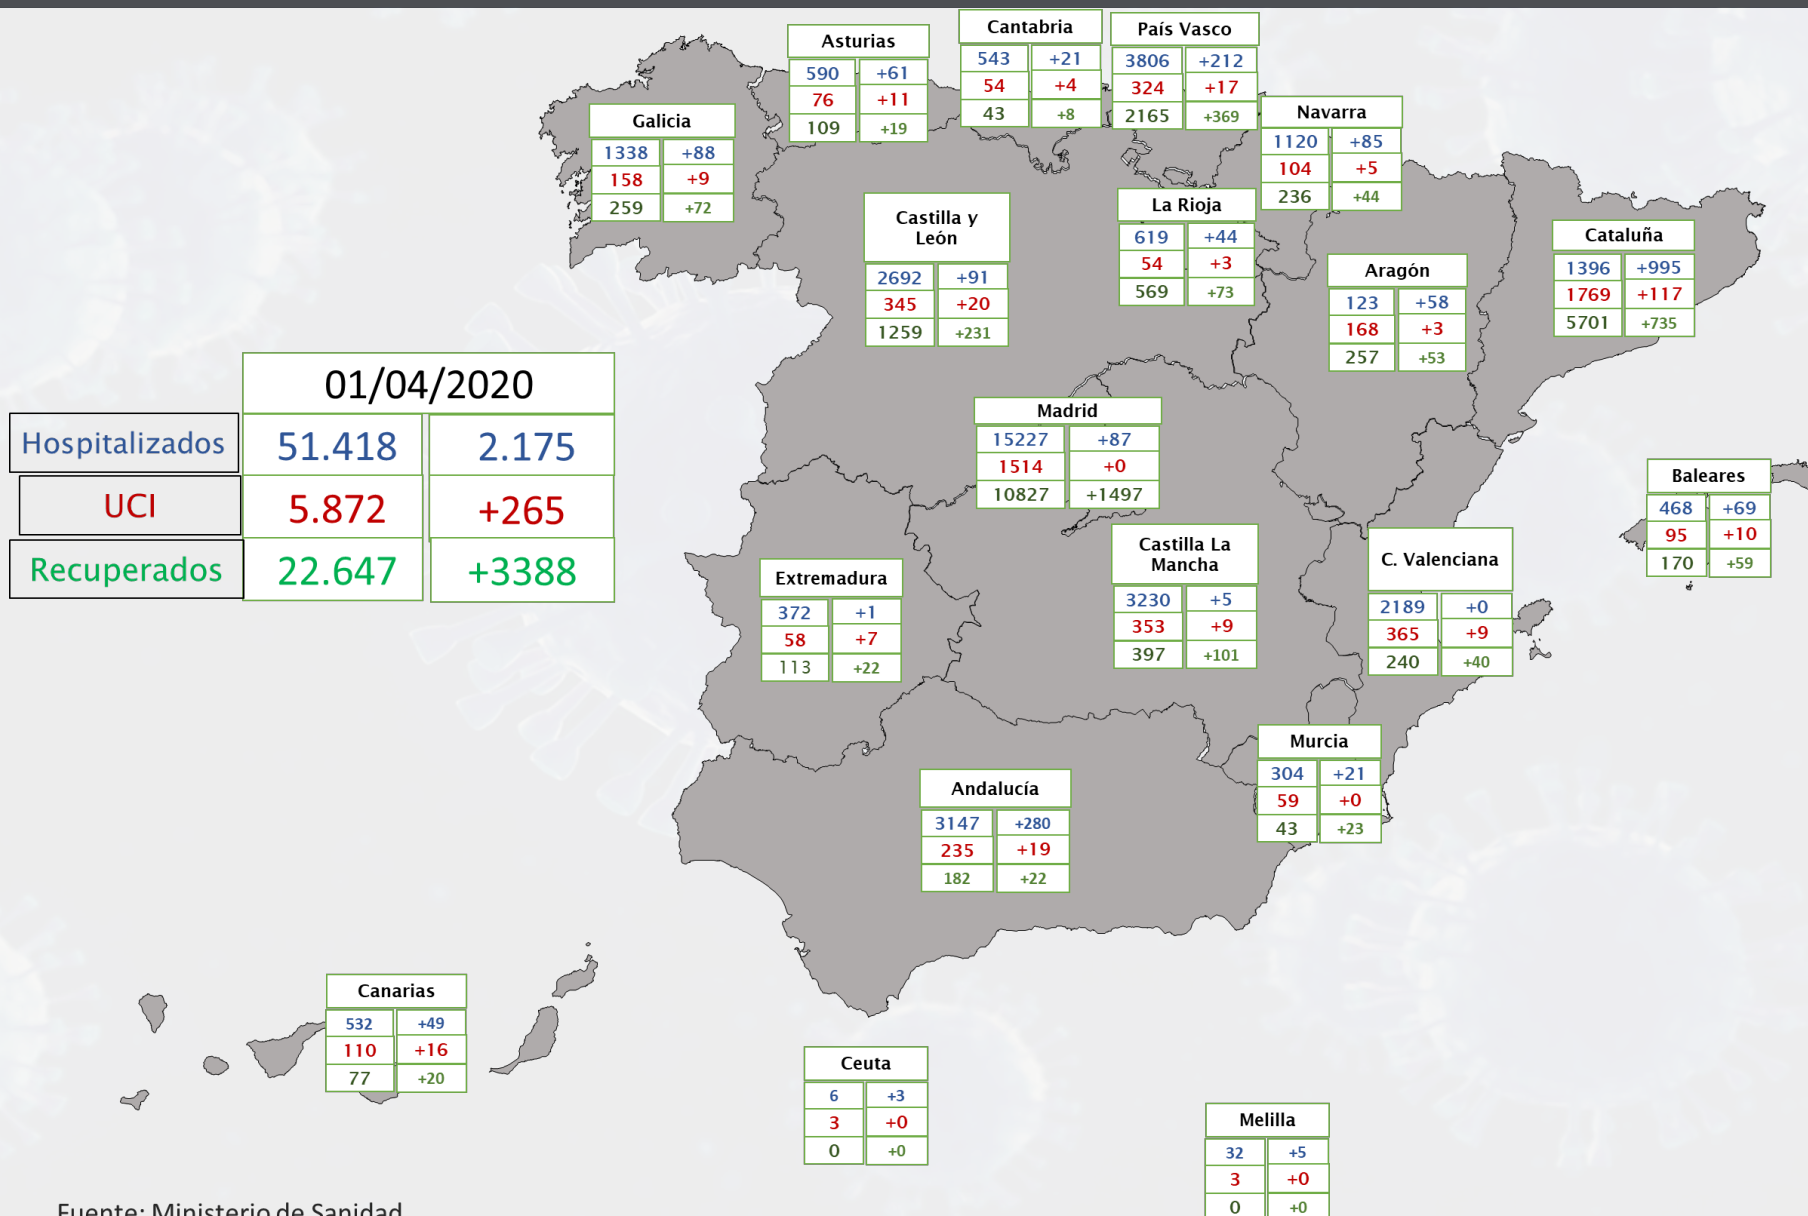 Asturias
590 +61
76 +11
109 +19
Cantabria
543 +21
54 +4
43 +8
País Vasco
3806 +212
324 +17
2165 +369
Galicia
1338 +88
158 +9
259 +72
Navarra
1120 +85
104 +5
236 +44
Castilla y
León
2692 +91
345 +20
1259 +231
La Rioja
619 +44
54 +3
569 +73
Aragón
123 +58
168 +3
257 +53
Cataluña
1396 +995
1769 +117
5701 +735
01/04/2020
Hospitalizados 51.418 2.175
UCI 5.872 +265
Recuperados 22.647 +3388
Madrid
15227 +87
1514 +0
10827 +1497
Baleares
468 +69
95 +10
170 +59
Extremadura
372 +1
58 +7
113 +22
Castilla La
Mancha
3230 +5
353 +9
397 +101
C. Valenciana
2189 +0
365 +9
240 +40
Murcia
304 +21
59 +0
43 +23
Andalucía
3147 +280
235 +19
182 +22
Canarias
532 +49
110 +16
77 +20
Ceuta
6 +3
3 +0
0 +0
Melilla
32 +5
3 +0
0 +0
Fuente: Ministerio de Sanidad